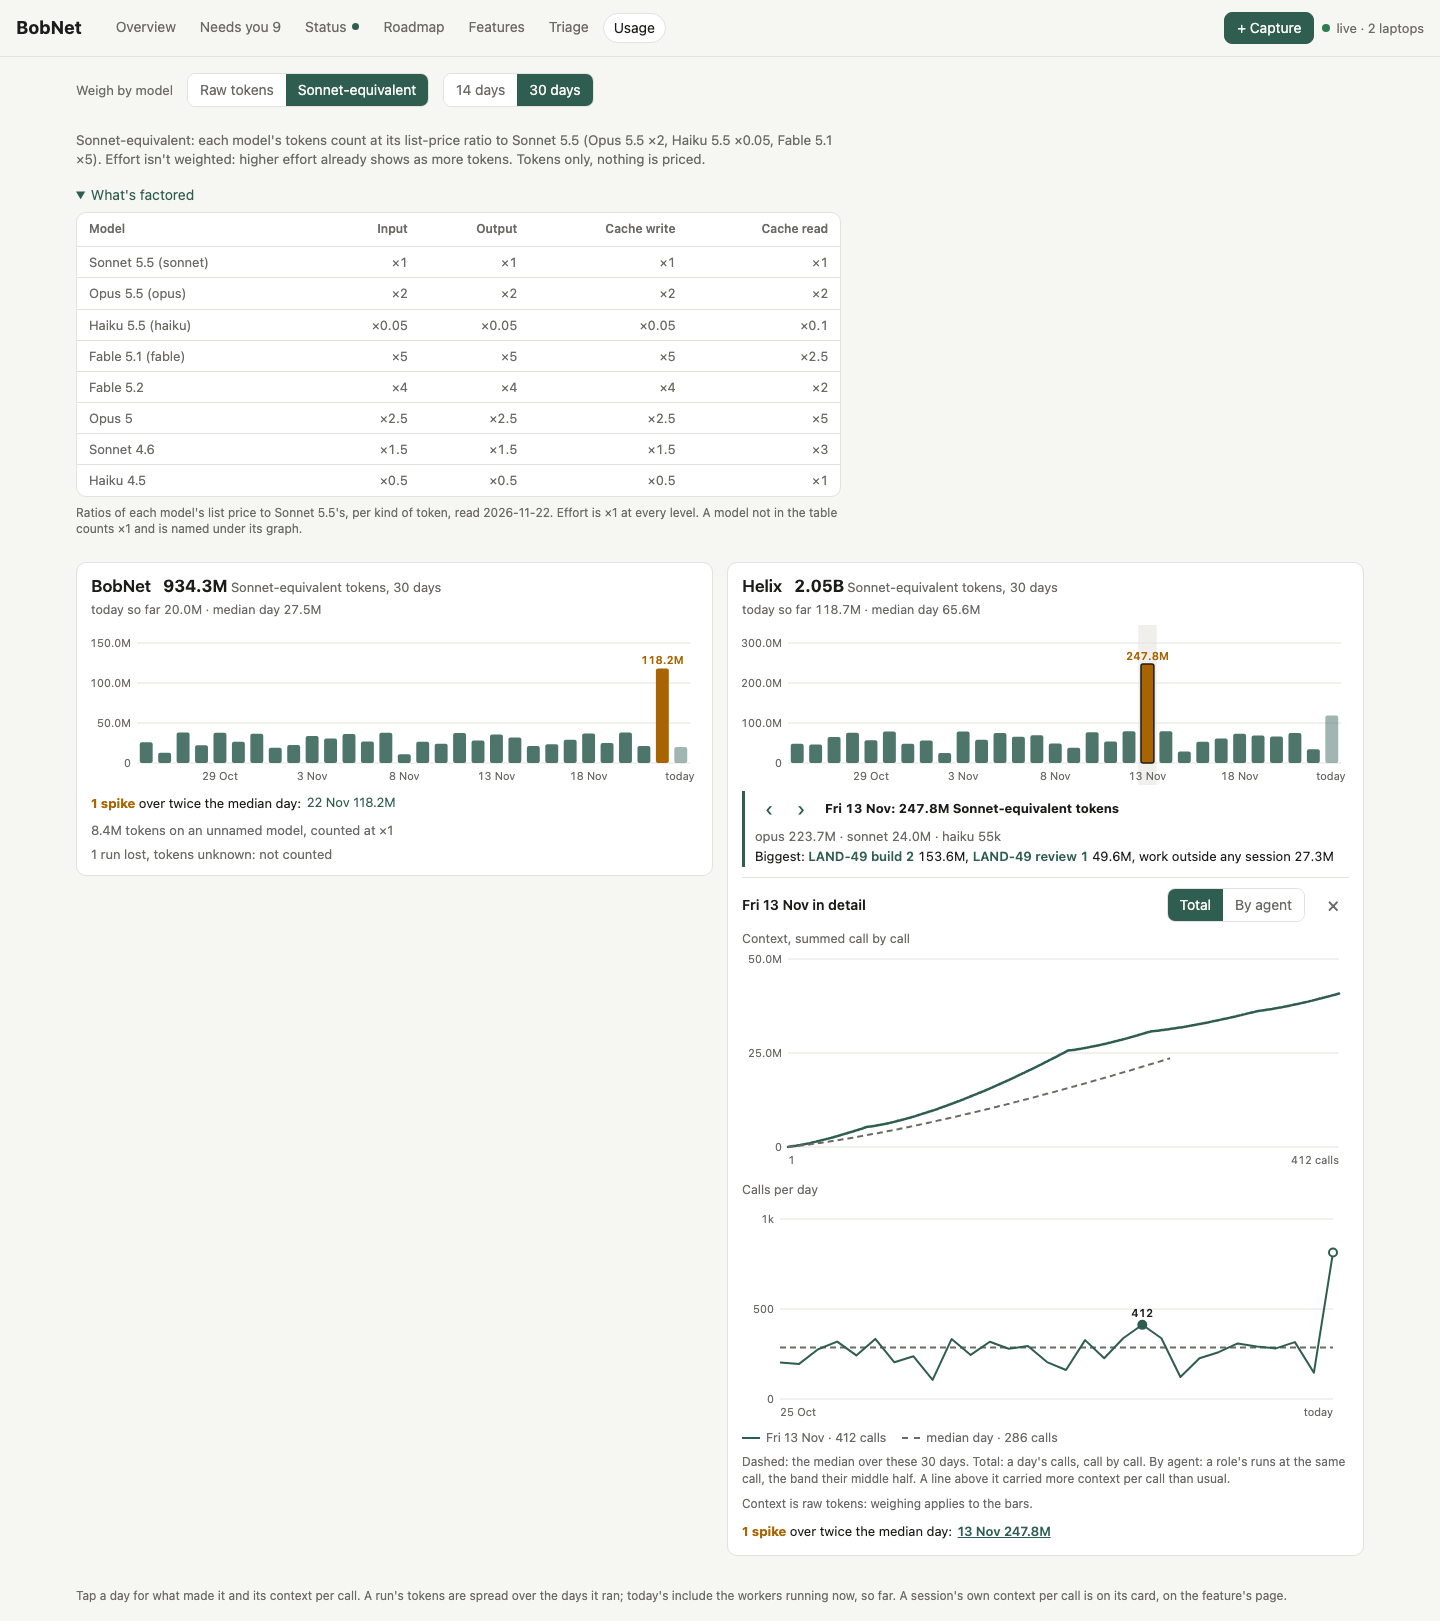 BobNet
Overview
Needs you 9
Status
Roadmap
Features
Triage
Usage
+ Capture
live · 2 laptops
Weigh by model
Raw tokens
Sonnet-equivalent
14 days
30 days
Sonnet-equivalent: each model's tokens count at its list-price ratio to Sonnet 5.5 (Opus 5.5 ×2, Haiku 5.5 ×0.05, Fable 5.1
×5). Effort isn't weighted: higher effort already shows as more tokens. Tokens only, nothing is priced.
▼ What's factored
Model Input Output Cache write Cache read
Sonnet 5.5 (sonnet) ×1 ×1 ×1 ×1
Opus 5.5 (opus) ×2 ×2 ×2 ×2
Haiku 5.5 (haiku) ×0.05 ×0.05 ×0.05 ×0.1
Fable 5.1 (fable) ×5 ×5 ×5 ×2.5
Fable 5.2 ×4 ×4 ×4 ×2
Opus 5 ×2.5 ×2.5 ×2.5 ×5
Sonnet 4.6 ×1.5 ×1.5 ×1.5 ×3
Haiku 4.5 ×0.5 ×0.5 ×0.5 ×1
Ratios of each model's list price to Sonnet 5.5's, per kind of token, read 2026-11-22. Effort is ×1 at every level. A model not in the table
counts ×1 and is named under its graph.
BobNet 934.3M Sonnet-equivalent tokens, 30 days
today so far 20.0M · median day 27.5M
150.0M
118.2M
100.0M
50.0M
0
29 Oct 3 Nov 8 Nov 13 Nov 18 Nov today
1 spike over twice the median day: 22 Nov 118.2M
8.4M tokens on an unnamed model, counted at ×1
1 run lost, tokens unknown: not counted
Helix 2.05B Sonnet-equivalent tokens, 30 days
today so far 118.7M · median day 65.6M
300.0M
247.8M
200.0M
100.0M
0
29 Oct 3 Nov 8 Nov 13 Nov 18 Nov today
‹ › Fri 13 Nov: 247.8M Sonnet-equivalent tokens
opus 223.7M · sonnet 24.0M · haiku 55k
Biggest: LAND-49 build 2 153.6M, LAND-49 review 1 49.6M, work outside any session 27.3M
Fri 13 Nov in detail
Total
By agent
×
Context, summed call by call
50.0M
25.0M
0
1 412 calls
Calls per day
1k
500
412
0
25 Oct today
Fri 13 Nov · 412 calls
median day · 286 calls
Dashed: the median over these 30 days. Total: a day's calls, call by call. By agent: a role's runs at the same
call, the band their middle half. A line above it carried more context per call than usual.
Context is raw tokens: weighing applies to the bars.
1 spike over twice the median day: 13 Nov 247.8M
Tap a day for what made it and its context per call. A run's tokens are spread over the days it ran; today's include the workers running now, so far. A session's own context per call is on its card, on the feature's page.